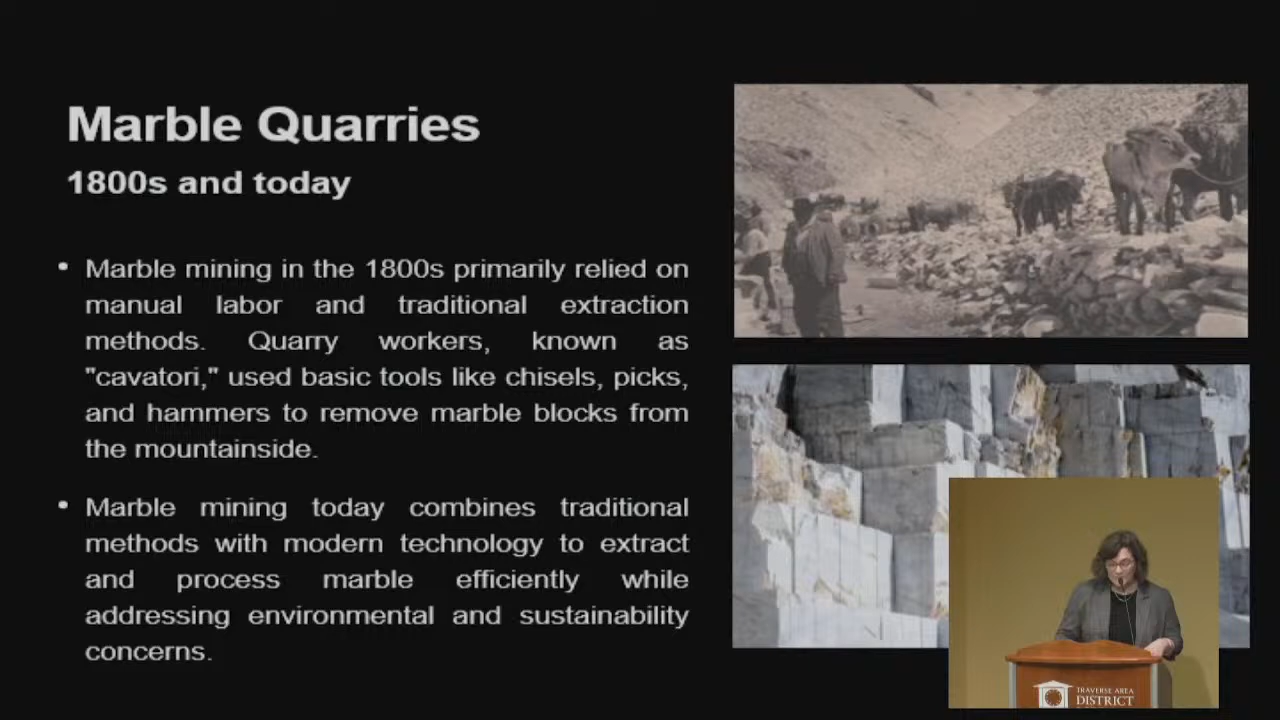 Marble Quarries
1800s and today
• Marble mining in the 1800s primarily relied on
manual labor and traditional extraction
methods. Quarry workers, known as
"cavatori," used basic tools like chisels, picks,
and hammers to remove marble blocks from
the mountainside.
• Marble mining today combines traditional
methods with modern technology to extract
and process marble efficiently while
addressing environmental and sustainability
concerns.
TRAVERSE AREA
DISTRICT